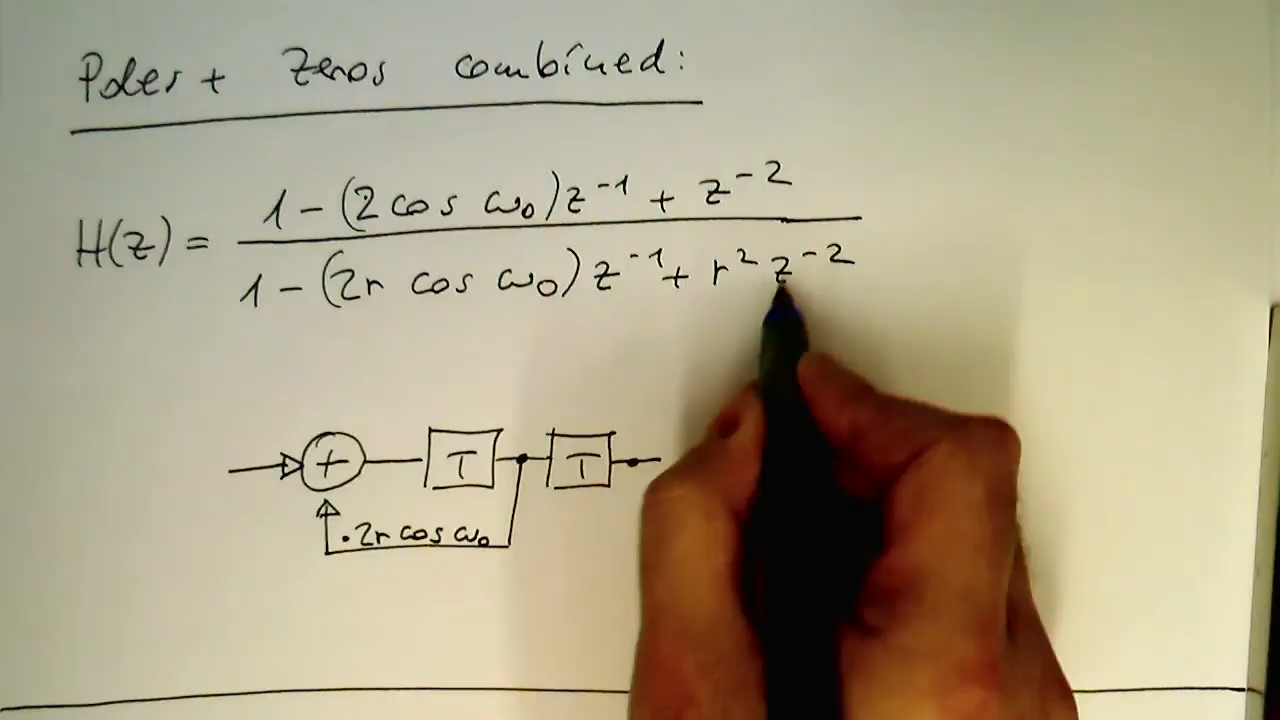 Poles + Zeros combined:
1 - (2 cos ω₀) z⁻¹ + z⁻²
H(z) =
1 - (2r cos ω₀) z⁻¹ + r² z⁻²
+ T T
· 2r cos ω₀